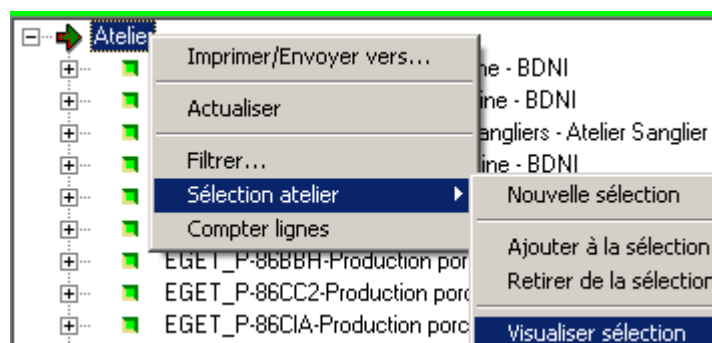 Atelier
Imprimer/Envoyer vers...
Actualiser
Filtrer...
Sélection atelier
Compter lignes
ne - BDNI
ine - BDNI
angliers - Atelier Sanglier
ine - BDNI
Nouvelle sélection
Ajouter à la sélection
Retirer de la sélection
Visualiser sélection
EGET_P-86BBH-Production por
EGET_P-86CC2-Production por
EGET_P-86CIA-Production porc